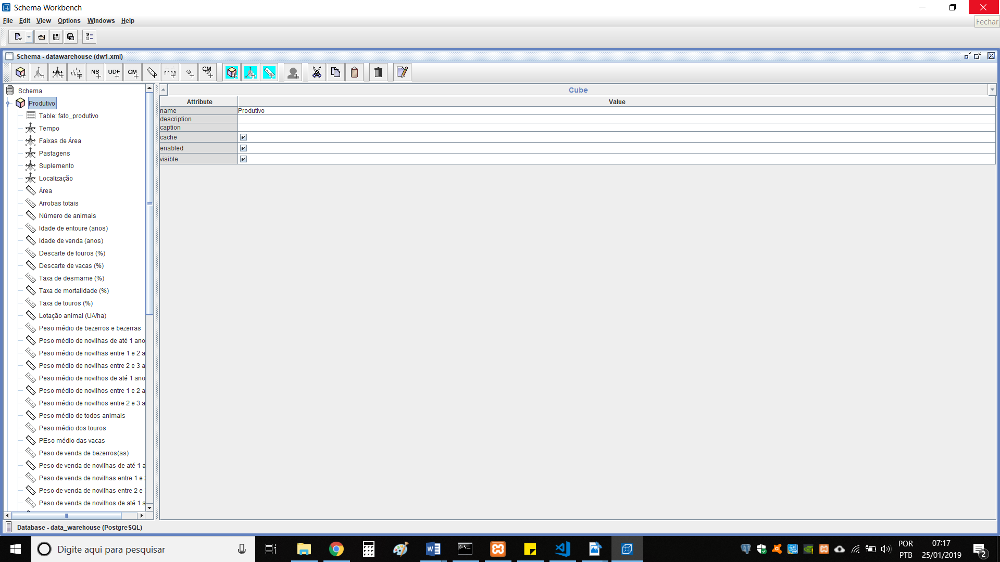 Schema Workbench
File Edit View Options Windows Help
Fechar
Schema - datawarehouse (dw1.xml)
NS UDF CM CM
Schema
Produtivo
Table: fato_produtivo
Tempo
Faixas de Área
Pastagens
Suplemento
Localização
Área
Arrobas totais
Número de animais
Idade de entoure (anos)
Idade de venda (anos)
Descarte de touros (%)
Descarte de vacas (%)
Taxa de desmame (%)
Taxa de mortalidade (%)
Taxa de touros (%)
Lotação animal (UA/ha)
Peso médio de bezerros e bezerras
Peso médio de novilhas de até 1 ano
Peso médio de novilhas entre 1 e 2 a
Peso médio de novilhas entre 2 e 3 a
Peso médio de novilhos de até 1 ano
Peso médio de novilhos entre 1 e 2 a
Peso médio de novilhos entre 2 e 3 a
Peso médio de todos animais
Peso médio dos touros
PEso médio das vacas
Peso de venda de bezerros(as)
Peso de venda de novilhas de até 1 a
Peso de venda de novilhas entre 1 e
Peso de venda de novilhas entre 2 e
Peso de venda de novilhos de até 1 a
Cube
Attribute Value
name Produtivo
description
caption
cache
enabled
visible
Database - data_warehouse (PostgreSQL)
Digite aqui para pesquisar
POR
PTB
07:17
25/01/2019
2